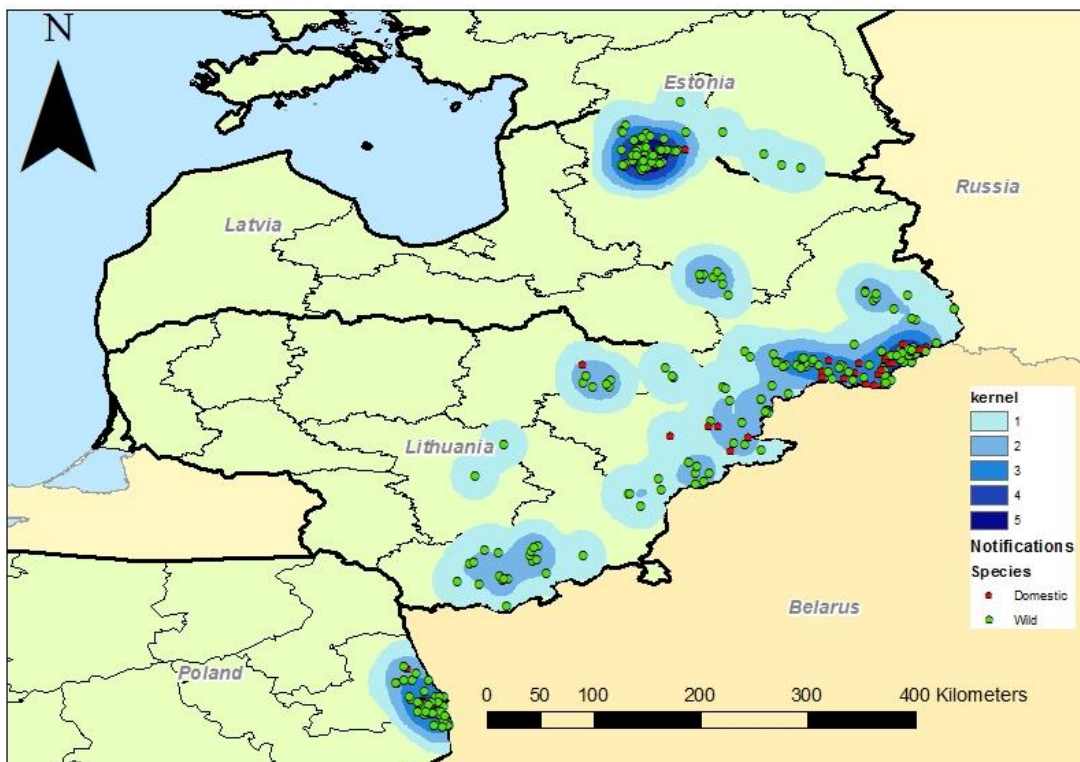 N
Estonia
Russia
Latvia
kernel
1
2
3
4
5
Notifications
Species
Domestic
Wild
Lithuania
Belarus
Poland
0 50 100 200 300 400 Kilometers